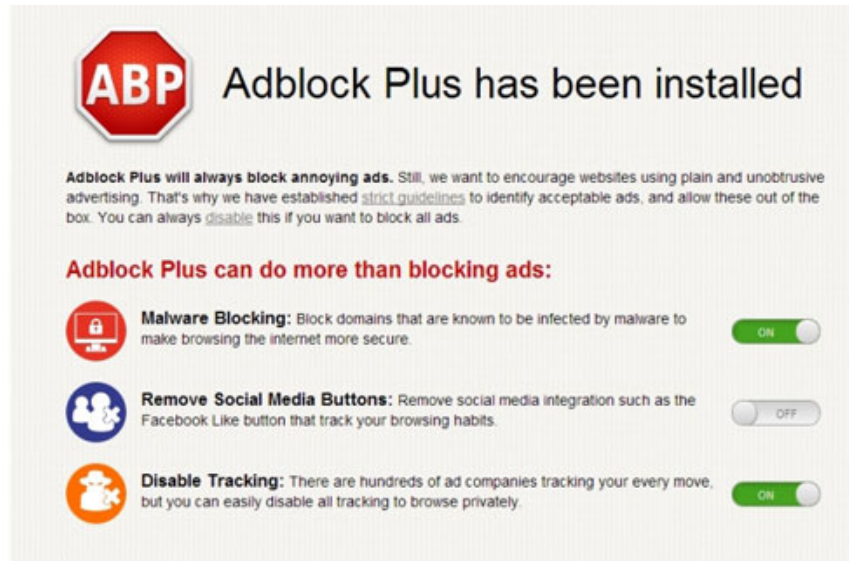 ABP
Adblock Plus has been installed
Adblock Plus will always block annoying ads. Still, we want to encourage websites using plain and unobtrusive
advertising. That's why we have established strict guidelines to identify acceptable ads, and allow these out of the
box. You can always disable this if you want to block all ads.
Adblock Plus can do more than blocking ads:
Malware Blocking: Block domains that are known to be infected by malware to
make browsing the internet more secure.
ON
Remove Social Media Buttons: Remove social media integration such as the
Facebook Like button that track your browsing habits.
OFF
Disable Tracking: There are hundreds of ad companies tracking your every move,
but you can easily disable all tracking to browse privately.
ON